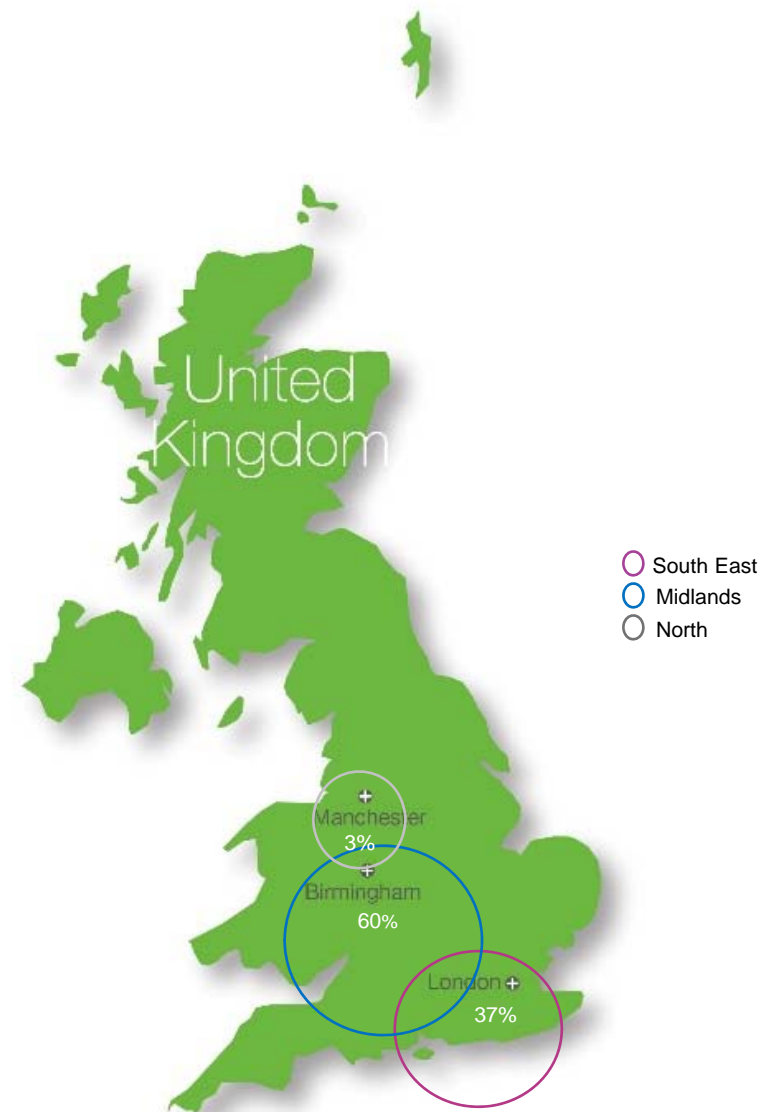 United
Kingdom
South East
Midlands
North
Manchester
3%
Birmingham
60%
London
37%